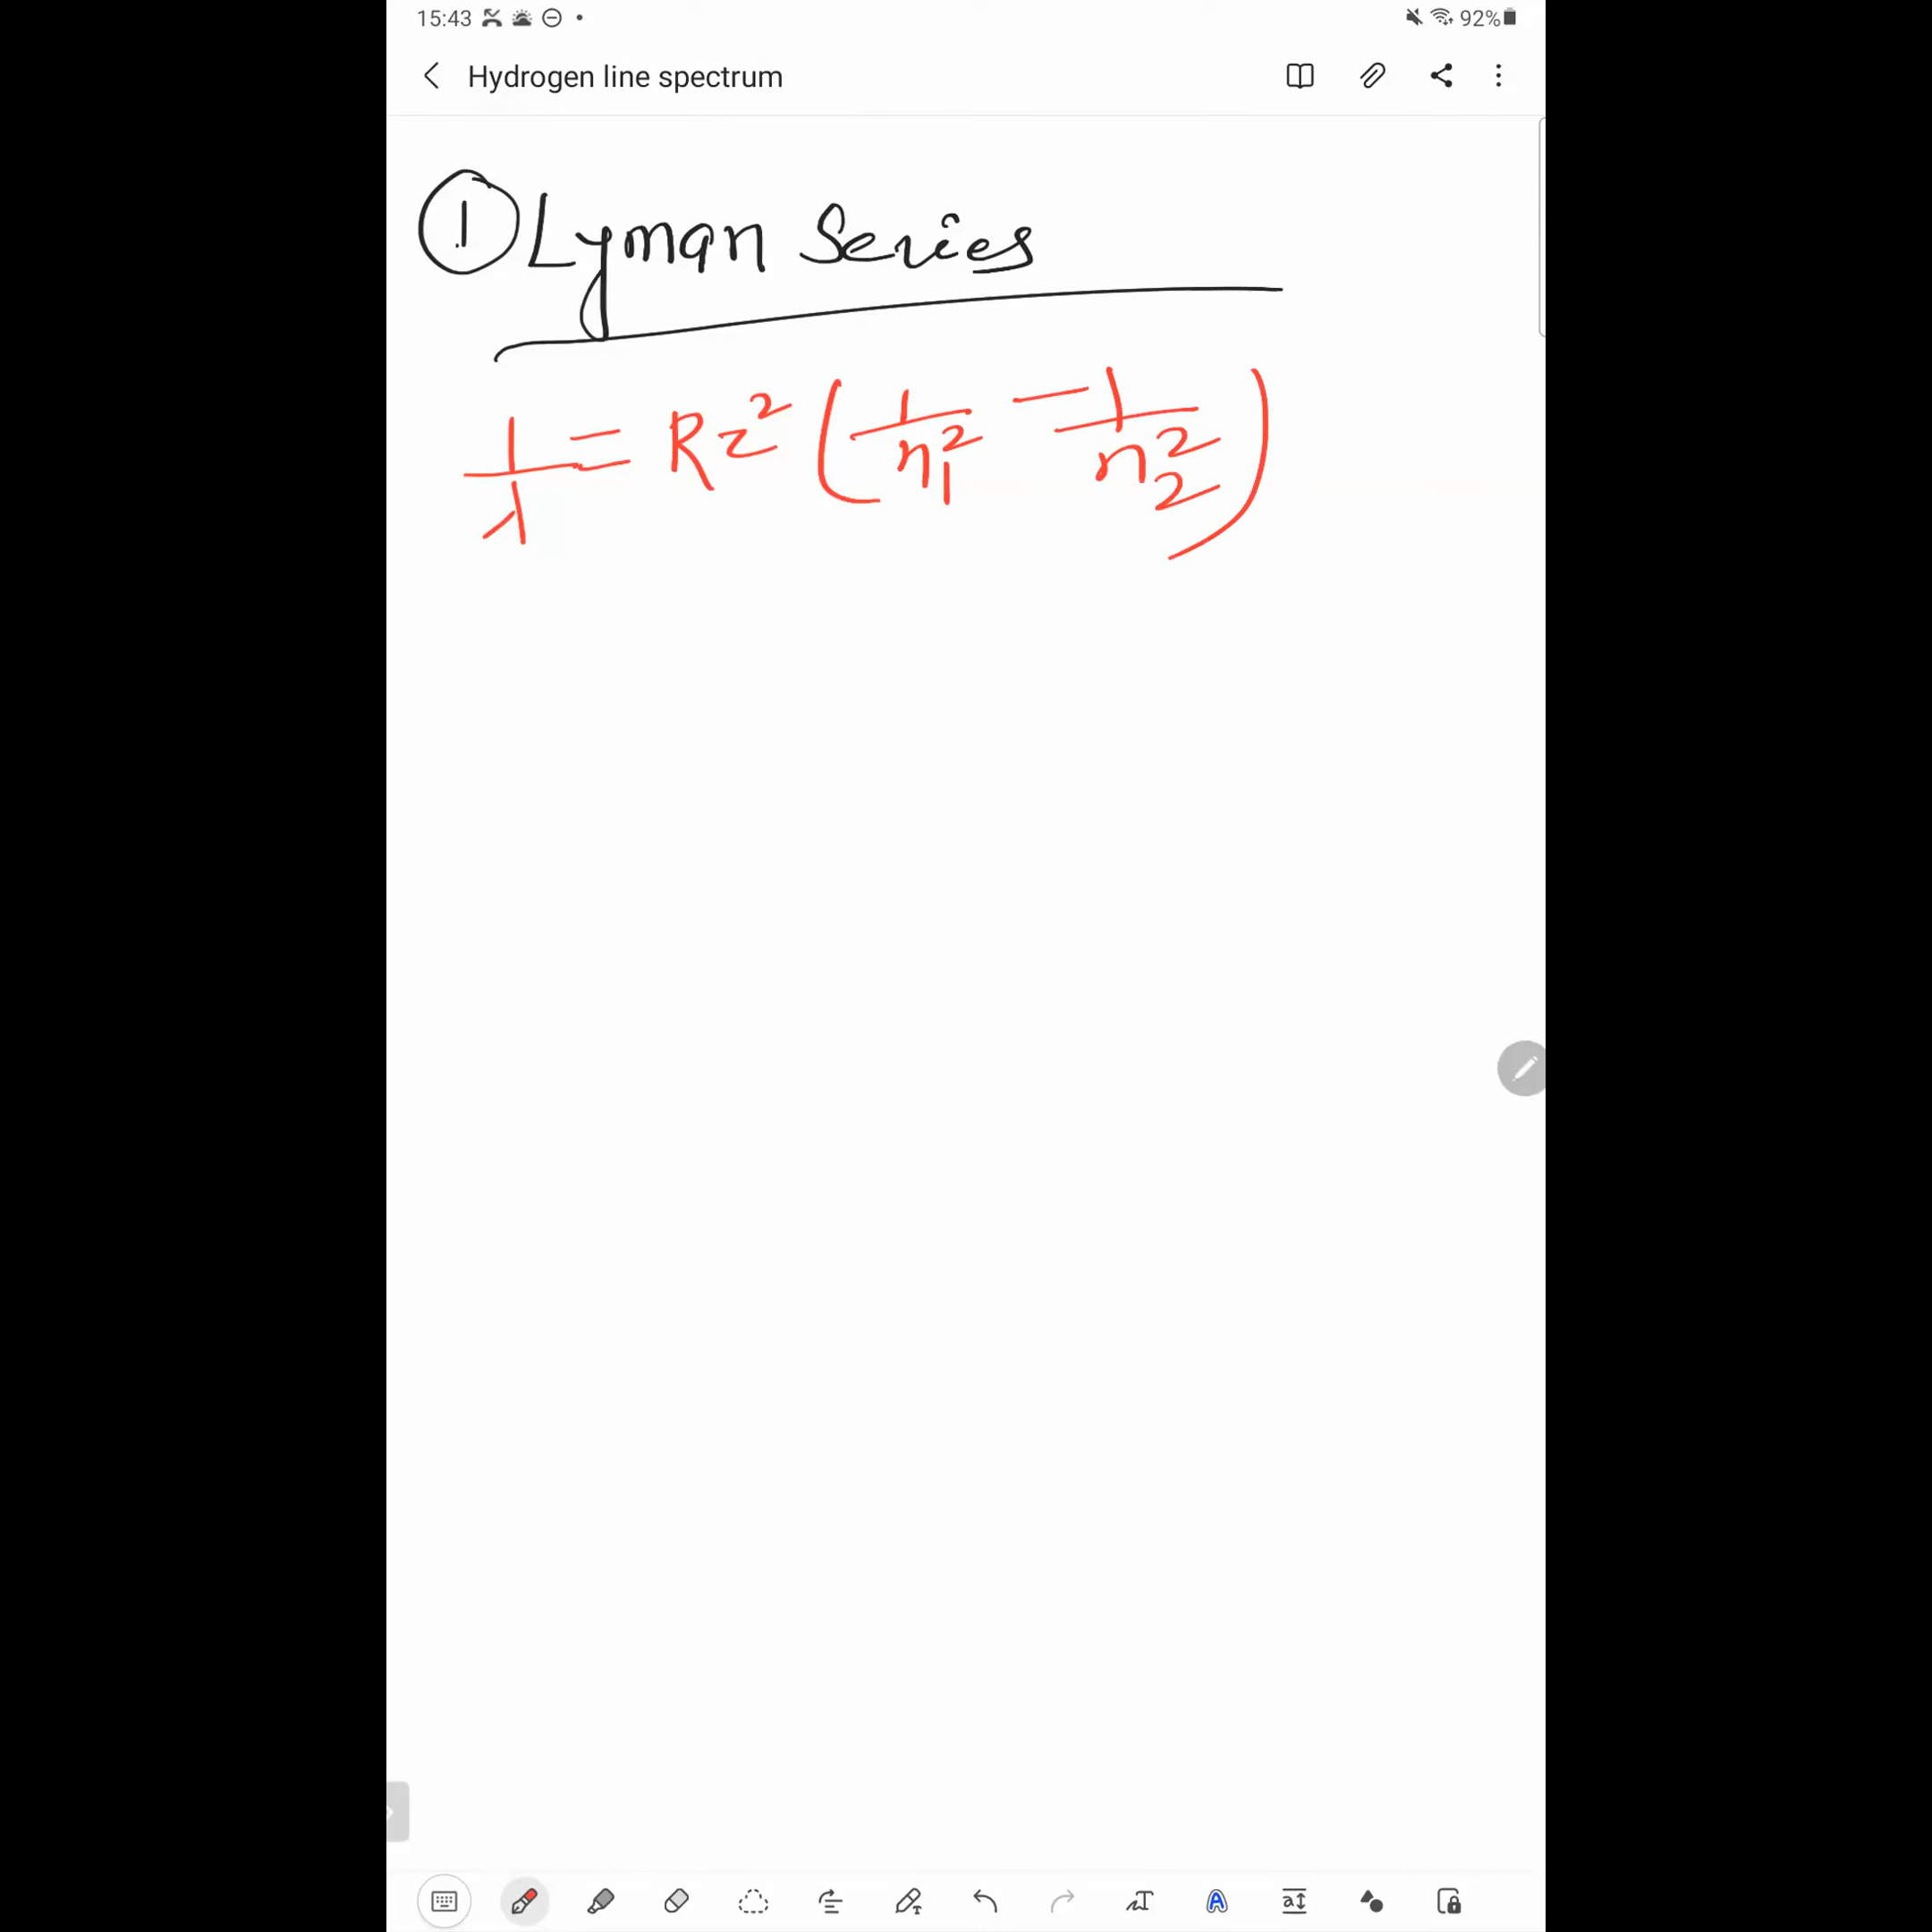 15:43 92%
Hydrogen line spectrum
① Lyman Series
1/λ = Rz² (1/n₁² − 1/n₂²)